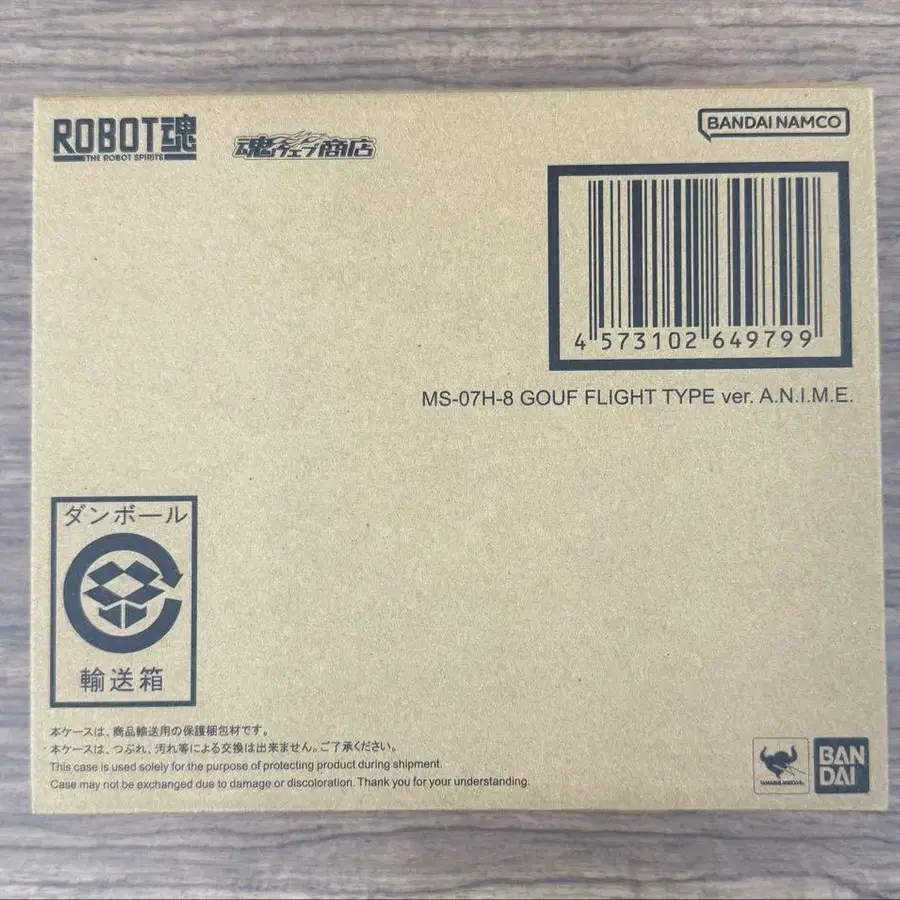 ROBOT魂
THE ROBOT SPIRITS
魂ウェブ商店
BANDAI NAMCO
4 573102 649799
MS-07H-8 GOUF FLIGHT TYPE ver. A.N.I.M.E.
ダンボール
輸送箱
本ケースは、商品輸送用の保護梱包材です。
本ケースは、つぶれ、汚れ等による交換は出来ません。ご了承ください。
This case is used solely for the purpose of protecting product during shipment.
Case may not be exchanged due to damage or discoloration. Thank you for your understanding.
TAMASHII NATIONS
BAN
DAI